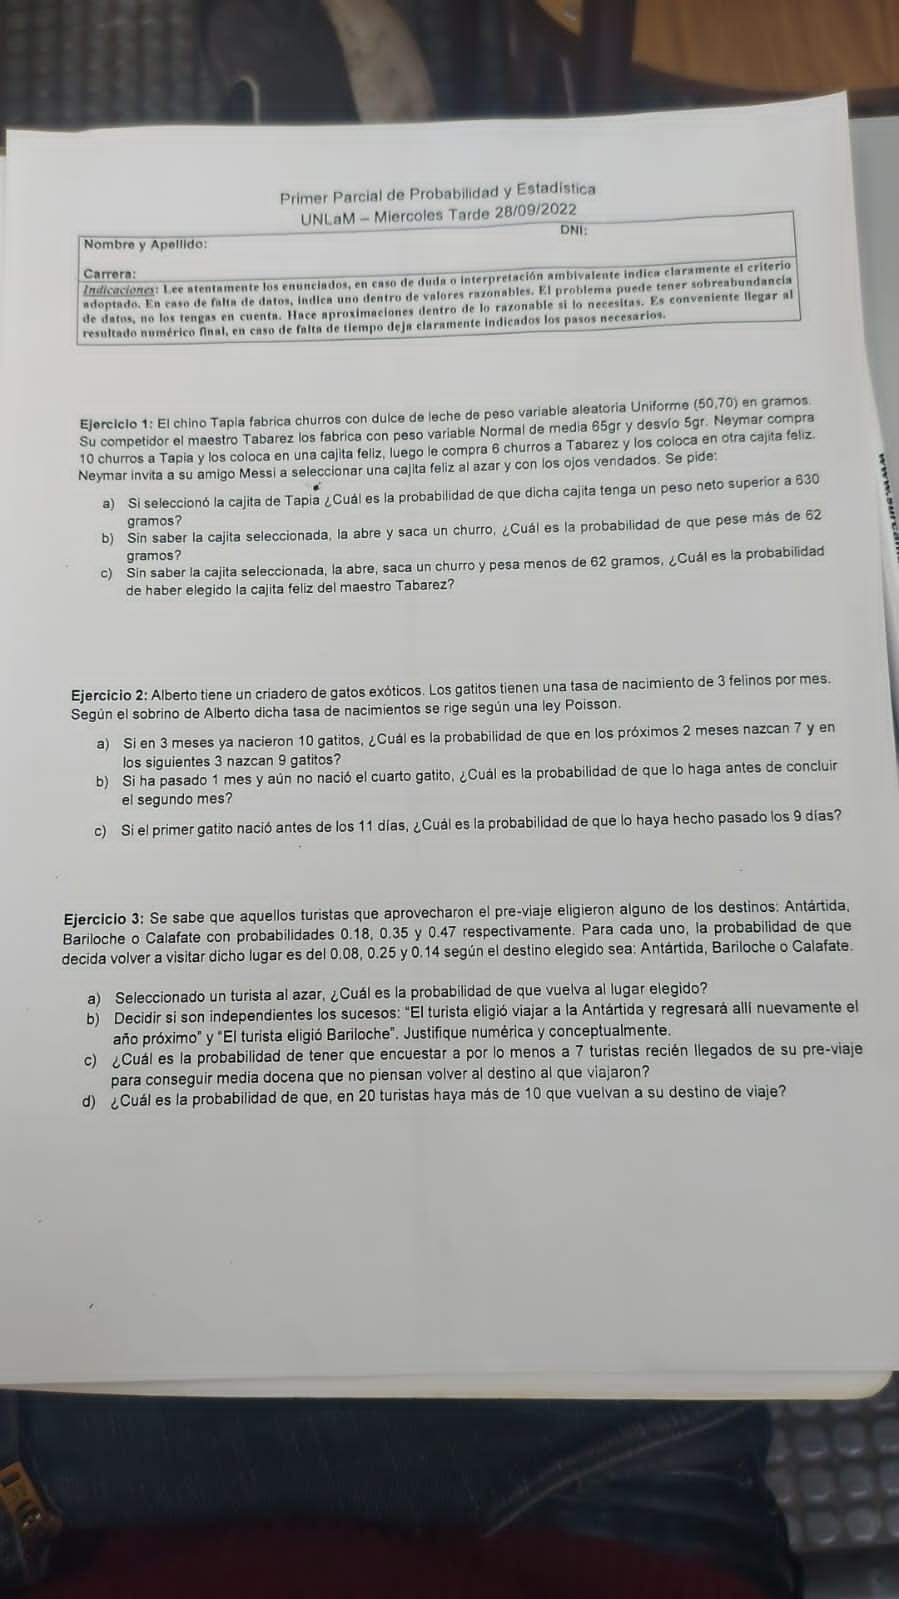 Primer Parcial de Probabilidad y Estadística
UNLaM – Miercoles Tarde 28/09/2022
Nombre y Apellido: DNI:
Carrera:
Indicaciones: Lee atentamente los enunciados, en caso de duda o interpretación ambivalente indica claramente el criterio
adoptado. En caso de falta de datos, indica uno dentro de valores razonables. El problema puede tener sobreabundancia
de datos, no los tengas en cuenta. Hace aproximaciones dentro de lo razonable si lo necesitas. Es conveniente llegar al
resultado numérico final, en caso de falta de tiempo deja claramente indicados los pasos necesarios.
Ejercicio 1: El chino Tapia fabrica churros con dulce de leche de peso variable aleatoria Uniforme (50,70) en gramos.
Su competidor el maestro Tabarez los fabrica con peso variable Normal de media 65gr y desvío 5gr. Neymar compra
10 churros a Tapia y los coloca en una cajita feliz, luego le compra 6 churros a Tabarez y los coloca en otra cajita feliz.
Neymar invita a su amigo Messi a seleccionar una cajita feliz al azar y con los ojos vendados. Se pide:
a) Si seleccionó la cajita de Tapia ¿Cuál es la probabilidad de que dicha cajita tenga un peso neto superior a 630
gramos?
b) Sin saber la cajita seleccionada, la abre y saca un churro, ¿Cuál es la probabilidad de que pese más de 62
gramos?
c) Sin saber la cajita seleccionada, la abre, saca un churro y pesa menos de 62 gramos, ¿Cuál es la probabilidad
de haber elegido la cajita feliz del maestro Tabarez?
Ejercicio 2: Alberto tiene un criadero de gatos exóticos. Los gatitos tienen una tasa de nacimiento de 3 felinos por mes.
Según el sobrino de Alberto dicha tasa de nacimientos se rige según una ley Poisson.
a) Si en 3 meses ya nacieron 10 gatitos, ¿Cuál es la probabilidad de que en los próximos 2 meses nazcan 7 y en
los siguientes 3 nazcan 9 gatitos?
b) Si ha pasado 1 mes y aún no nació el cuarto gatito, ¿Cuál es la probabilidad de que lo haga antes de concluir
el segundo mes?
c) Si el primer gatito nació antes de los 11 días, ¿Cuál es la probabilidad de que lo haya hecho pasado los 9 días?
Ejercicio 3: Se sabe que aquellos turistas que aprovecharon el pre-viaje eligieron alguno de los destinos: Antártida,
Bariloche o Calafate con probabilidades 0.18, 0.35 y 0.47 respectivamente. Para cada uno, la probabilidad de que
decida volver a visitar dicho lugar es del 0.08, 0.25 y 0.14 según el destino elegido sea: Antártida, Bariloche o Calafate.
a) Seleccionado un turista al azar, ¿Cuál es la probabilidad de que vuelva al lugar elegido?
b) Decidir si son independientes los sucesos: “El turista eligió viajar a la Antártida y regresará allí nuevamente el
año próximo” y “El turista eligió Bariloche”. Justifique numérica y conceptualmente.
c) ¿Cuál es la probabilidad de tener que encuestar a por lo menos a 7 turistas recién llegados de su pre-viaje
para conseguir media docena que no piensan volver al destino al que viajaron?
d) ¿Cuál es la probabilidad de que, en 20 turistas haya más de 10 que vuelvan a su destino de viaje?